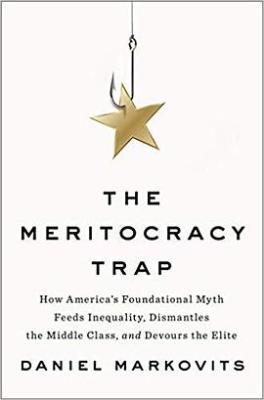 THE
MERITOCRACY
TRAP
How America's Foundational Myth
Feeds Inequality, Dismantles
the Middle Class, and Devours the Elite
DANIEL MARKOVITS